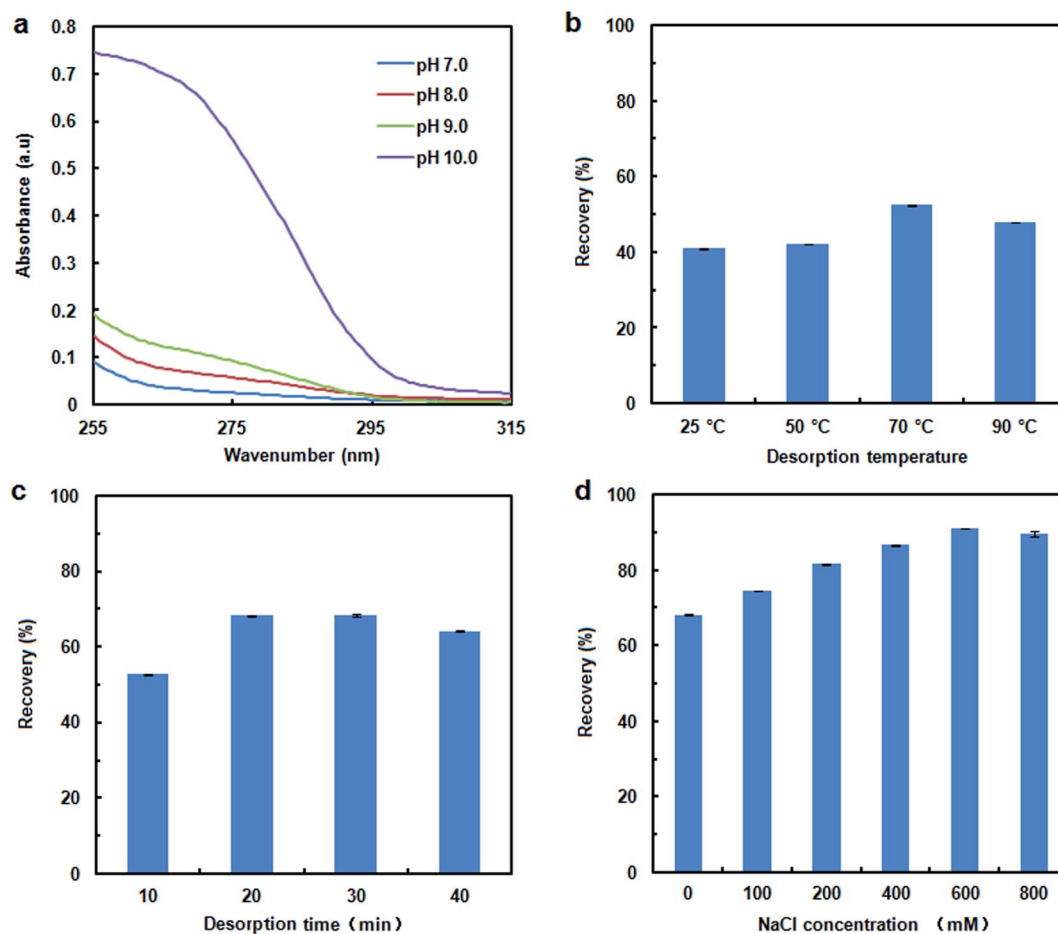 a
0.8
0.7
0.6
0.5
0.4
0.3
0.2
0.1
0
Absorbance (a.u)
pH 7.0
pH 8.0
pH 9.0
pH 10.0
255 275 295 315
Wavenumber (nm)
b
100
80
60
40
20
0
Recovery (%)
25 °C 50 °C 70 °C 90 °C
Desorption temperature
c
100
80
60
40
20
0
Recovery (%)
10 20 30 40
Desorption time（min）
d
100
80
60
40
20
0
Recovery (%)
0 100 200 400 600 800
NaCl concentration （mM）